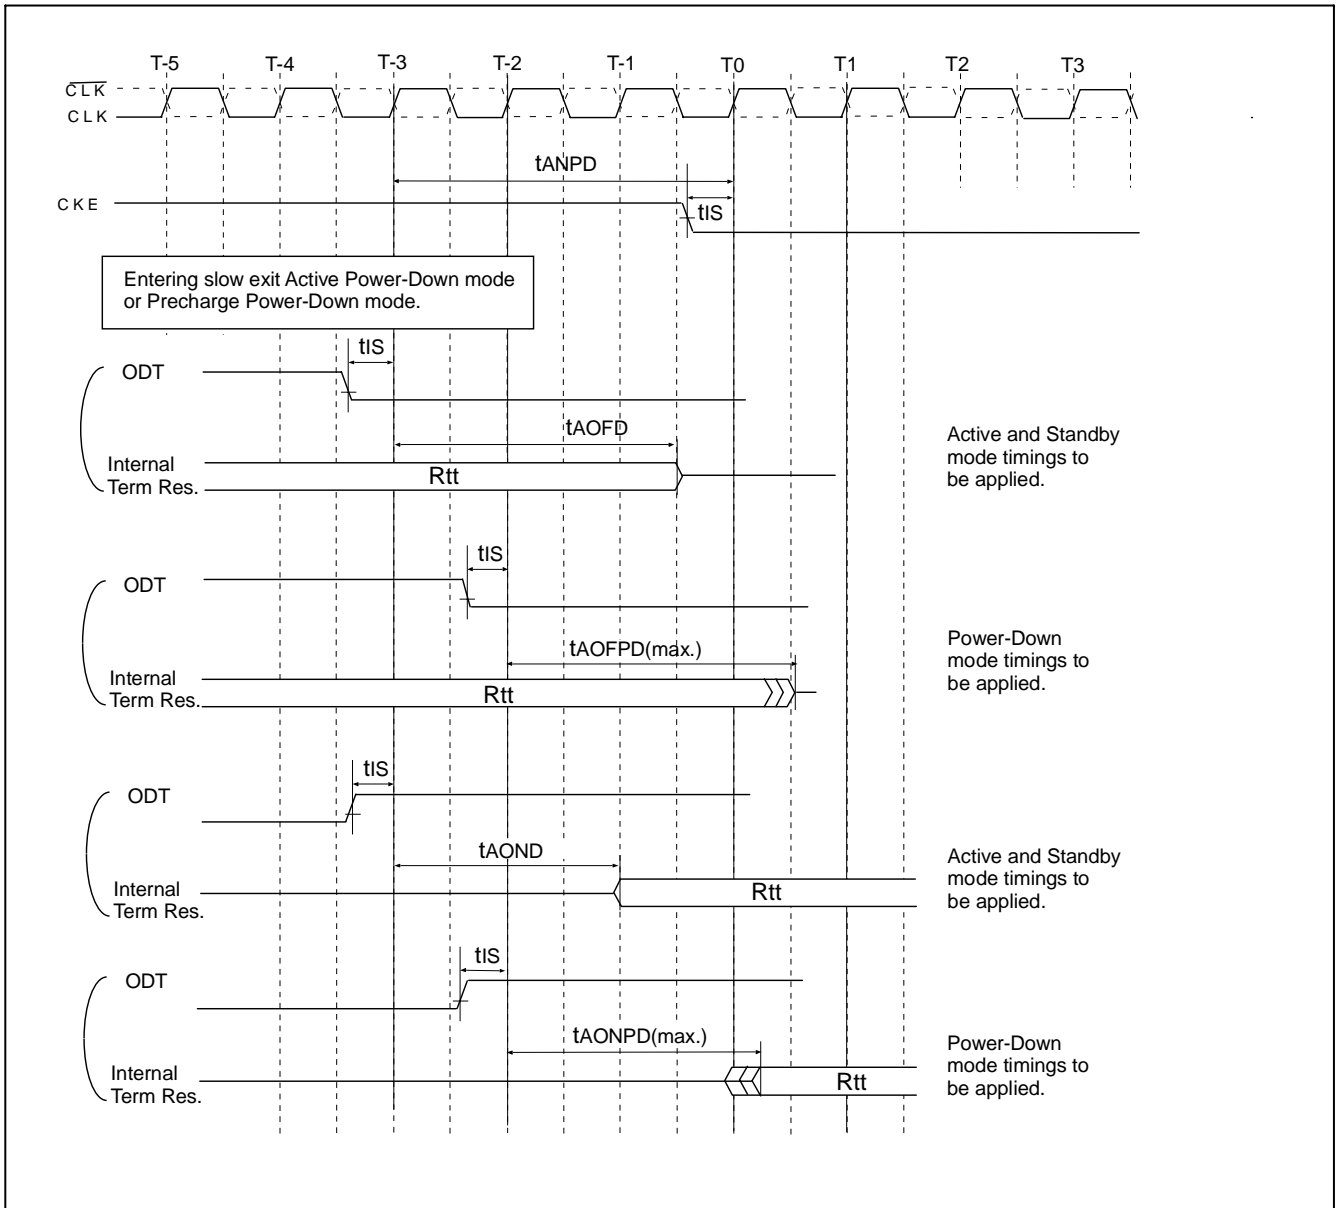 T-5 T-4 T-3 T-2 T-1 T0 T1 T2 T3
CLK
CLK
tANPD
CKE
tIS
Entering slow exit Active Power-Down mode
or Precharge Power-Down mode.
tIS
ODT
tAOFD
Active and Standby
mode timings to
be applied.
Internal
Term Res.
Rtt
tIS
ODT
tAOFPD(max.)
Power-Down
mode timings to
be applied.
Internal
Term Res.
Rtt
tIS
ODT
tAOND
Active and Standby
mode timings to
be applied.
Internal
Term Res.
Rtt
tIS
ODT
tAONPD(max.)
Power-Down
mode timings to
be applied.
Internal
Term Res.
Rtt